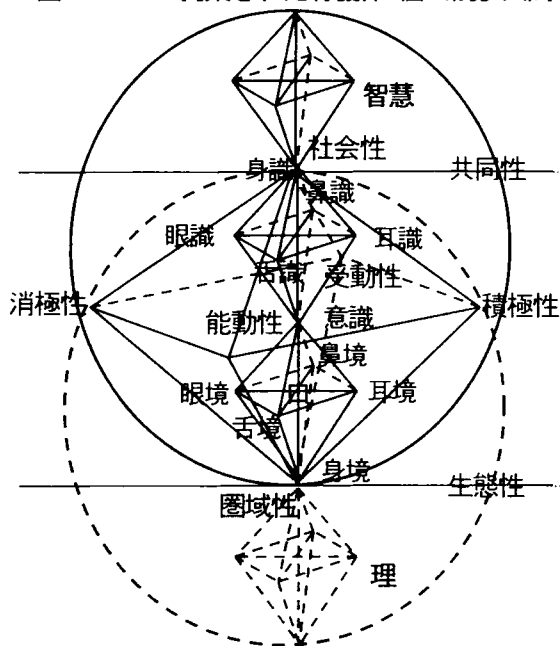 智慧
社会性
身識
共同性
鼻識
眼識
耳識
舌識
受動性
消極性
積極性
能動性
意識
鼻境
眼境
耳境
舌境
身境
生態性
圏域性
理